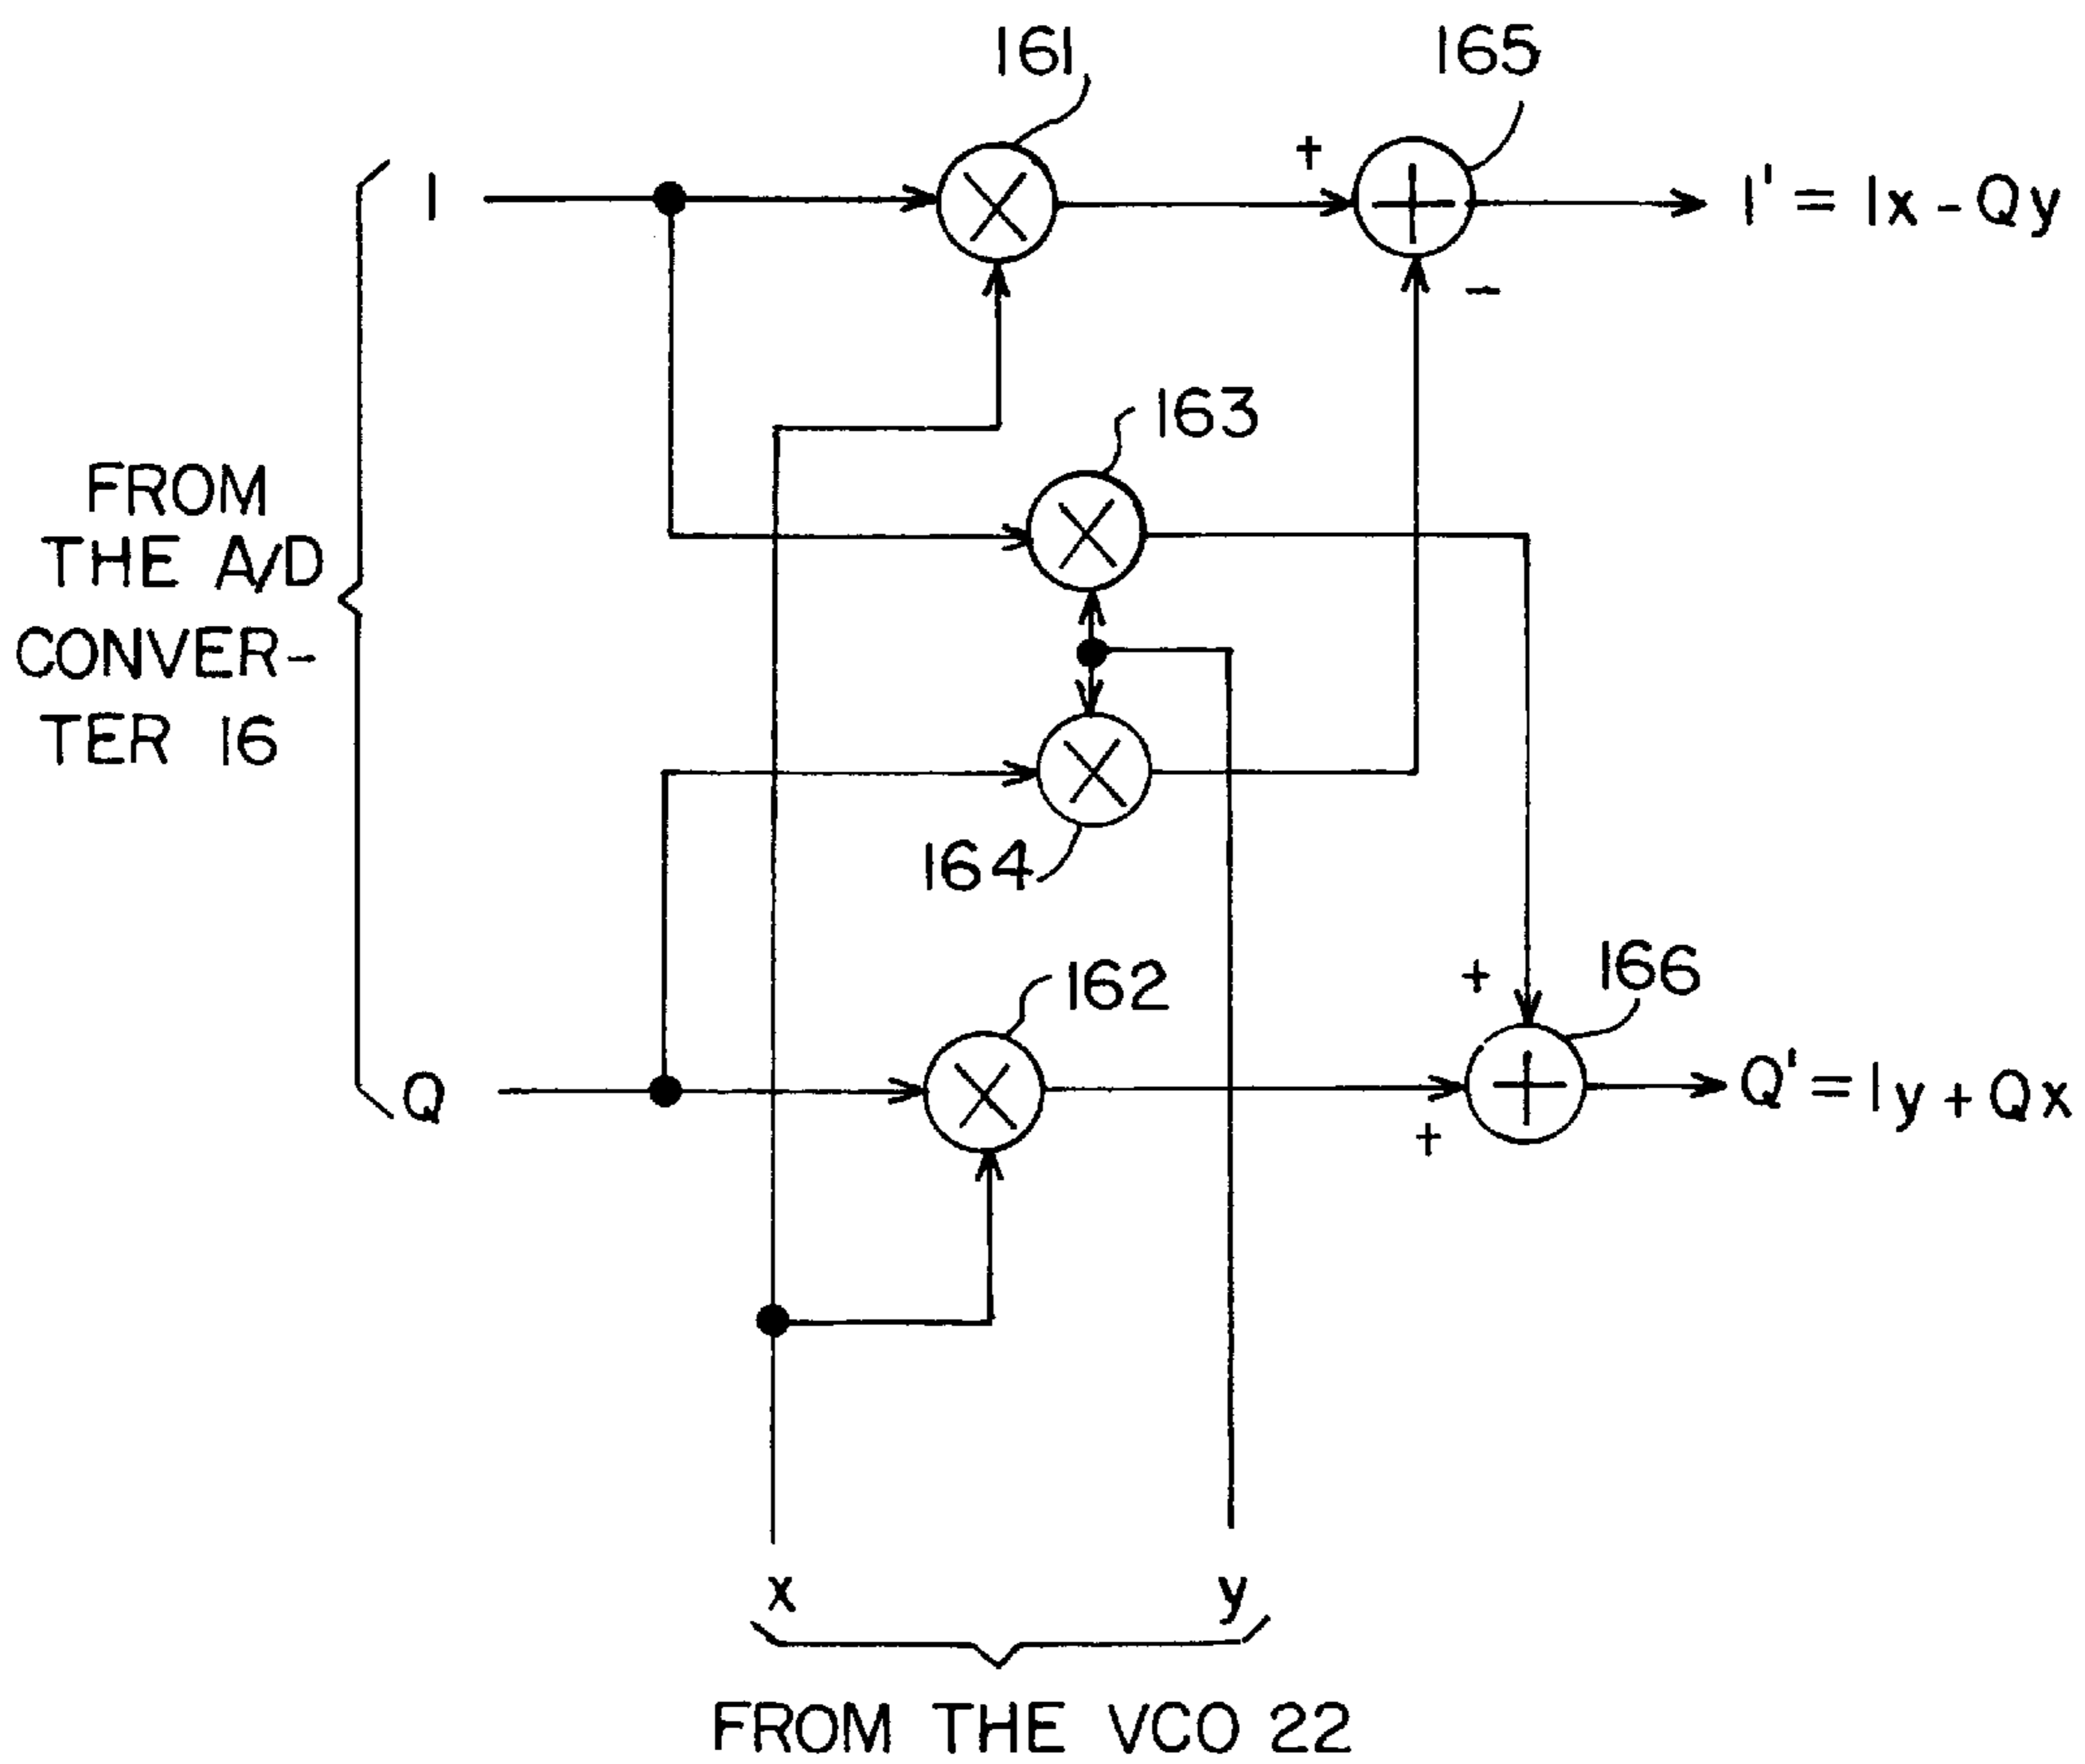 161
165
I
+
I' = Ix - Qy
-
163
FROM
THE A/D
CONVER-
TER 16
164
162
+
166
Q
+
Q' = Iy + Qx
x
y
FROM THE VCO 22